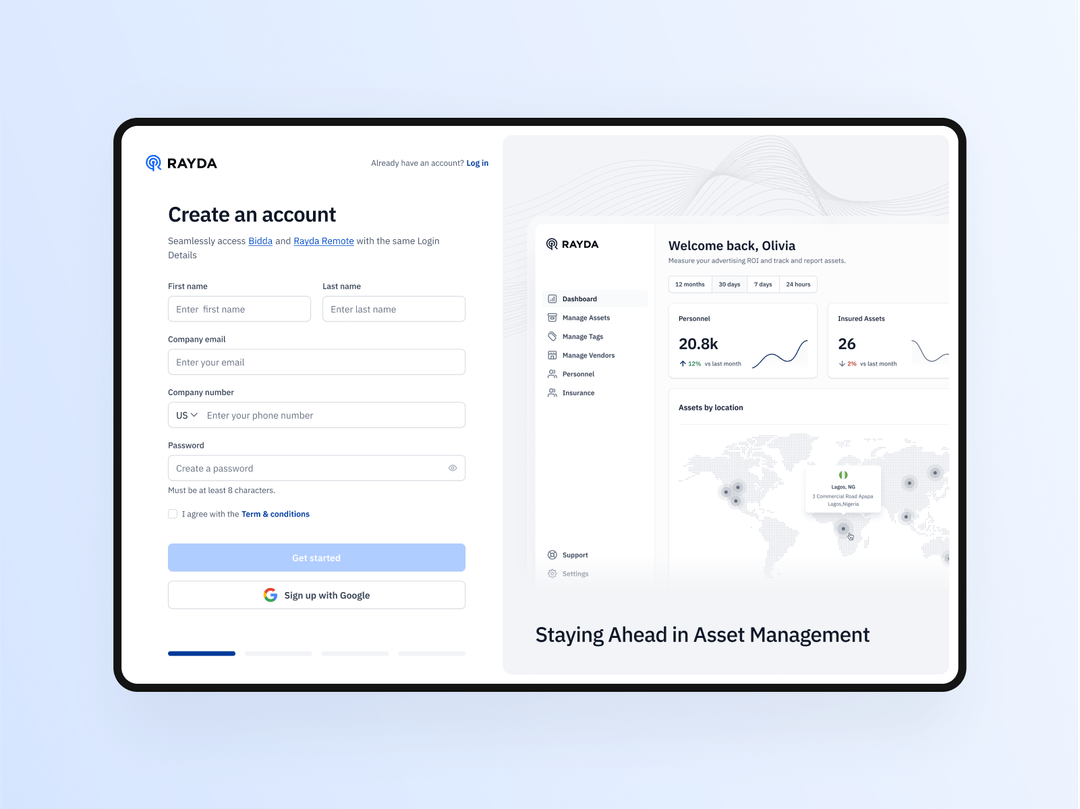 RAYDA
Already have an account? Log in
Create an account
Seamlessly access Bidda and Rayda Remote with the same Login
Details
First name
Last name
Enter first name
Enter last name
Company email
Enter your email
Company number
US
Enter your phone number
Password
Create a password
Must be at least 8 characters.
I agree with the Term & conditions
Get started
Sign up with Google
RAYDA
Dashboard
Manage Assets
Manage Tags
Manage Vendors
Personnel
Insurance
Support
Settings
Welcome back, Olivia
Measure your advertising ROI and track and report assets.
12 months
30 days
7 days
24 hours
Personnel
20.8k
12% vs last month
Insured Assets
26
2% vs last month
Assets by location
Lagos, NG
3 Commercial Road Apapa
Lagos,Nigeria
Staying Ahead in Asset Management